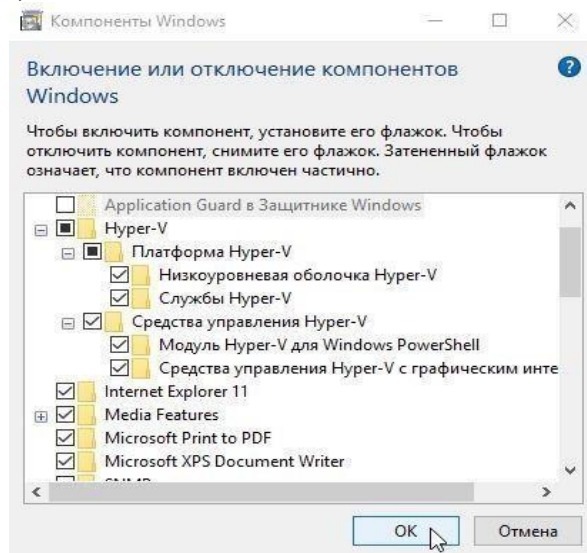 Компоненты Windows
Включение или отключение компонентов
Windows
Чтобы включить компонент, установите его флажок. Чтобы
отключить компонент, снимите его флажок. Затененный флажок
означает, что компонент включен частично.
Application Guard в Защитнике Windows
Hyper-V
Платформа Hyper-V
Низкоуровневая оболочка Hyper-V
Службы Hyper-V
Средства управления Hyper-V
Модуль Hyper-V для Windows PowerShell
Средства управления Hyper-V с графическим инте
Internet Explorer 11
Media Features
Microsoft Print to PDF
Microsoft XPS Document Writer
OK
Отмена